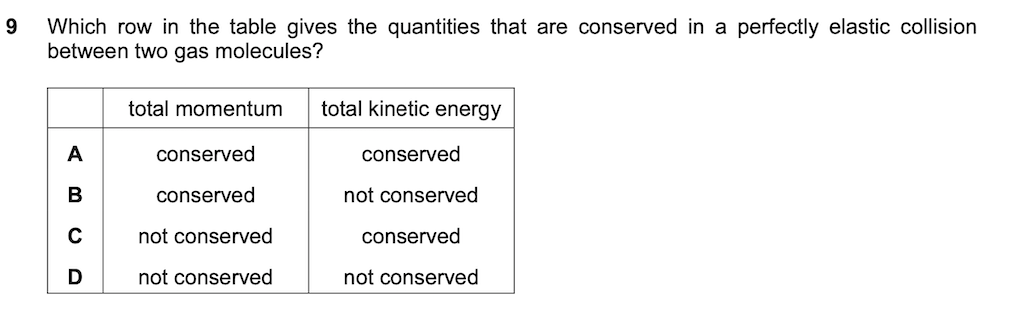 9 Which row in the table gives the quantities that are conserved in a perfectly elastic collision
between two gas molecules?
total momentum total kinetic energy
A conserved conserved
B conserved not conserved
C not conserved conserved
D not conserved not conserved